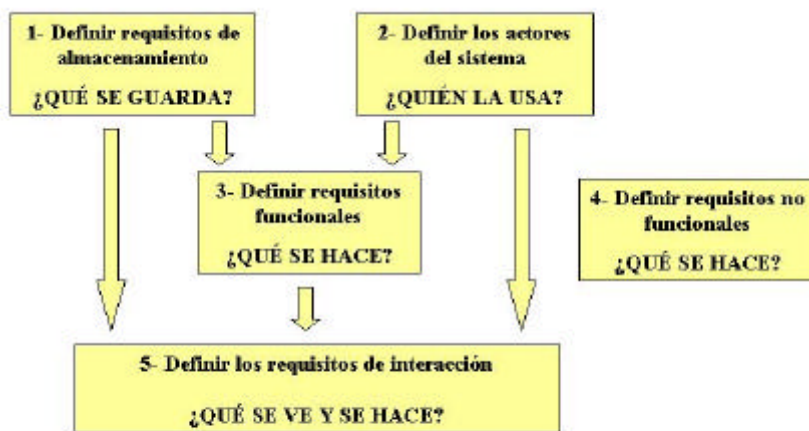 1- Definir requisitos de
almacenamiento
¿QUÉ SE GUARDA?
2- Definir los actores
del sistema
¿QUIÉN LA USA?
3- Definir requisitos
funcionales
¿QUÉ SE HACE?
4- Definir requisitos no
funcionales
¿QUÉ SE HACE?
5- Definir los requisitos de interacción
¿QUÉ SE VE Y SE HACE?